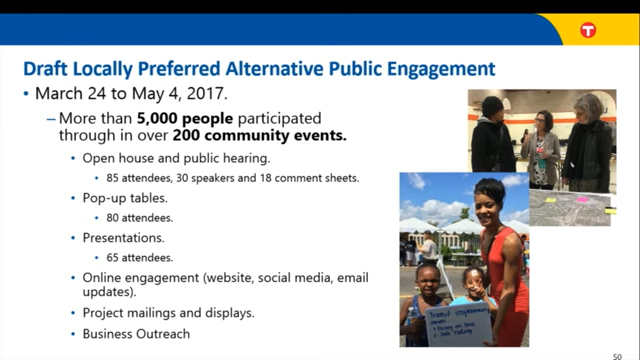 T
Draft Locally Preferred Alternative Public Engagement
• March 24 to May 4, 2017.
– More than 5,000 people participated
through in over 200 community events.
• Open house and public hearing.
• 85 attendees, 30 speakers and 18 comment sheets.
• Pop-up tables.
• 80 attendees.
• Presentations.
• 65 attendees.
• Online engagement (website, social media, email
updates).
• Project mailings and displays.
• Business Outreach
Transit improvement
50